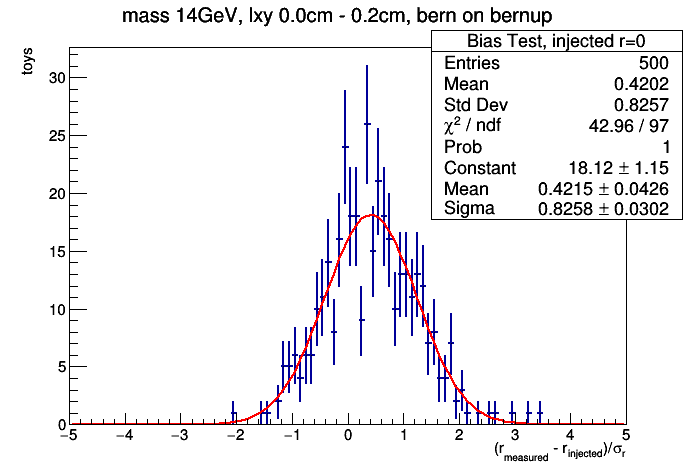 mass 14GeV, lxy 0.0cm - 0.2cm, bern on bernup
toys
Bias Test, injected r=0
Entries 500
Mean 0.4202
Std Dev 0.8257
χ² / ndf 42.96 / 97
Prob 1
Constant 18.12 ± 1.15
Mean 0.4215 ± 0.0426
Sigma 0.8258 ± 0.0302
30
25
20
15
10
5
0
−5 −4 −3 −2 −1 0 1 2 3 4 5
(r_measured - r_injected)/σ_r